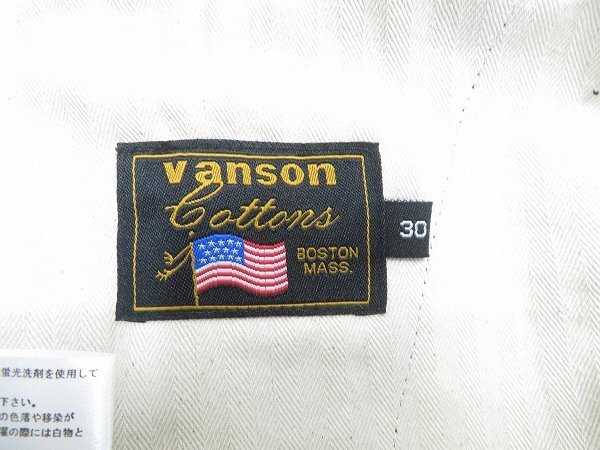 vanson
Cottons
BOSTON
MASS.
30
蛍光洗剤を使用して
下さい。
の色落や移染が
濯の際には白物と